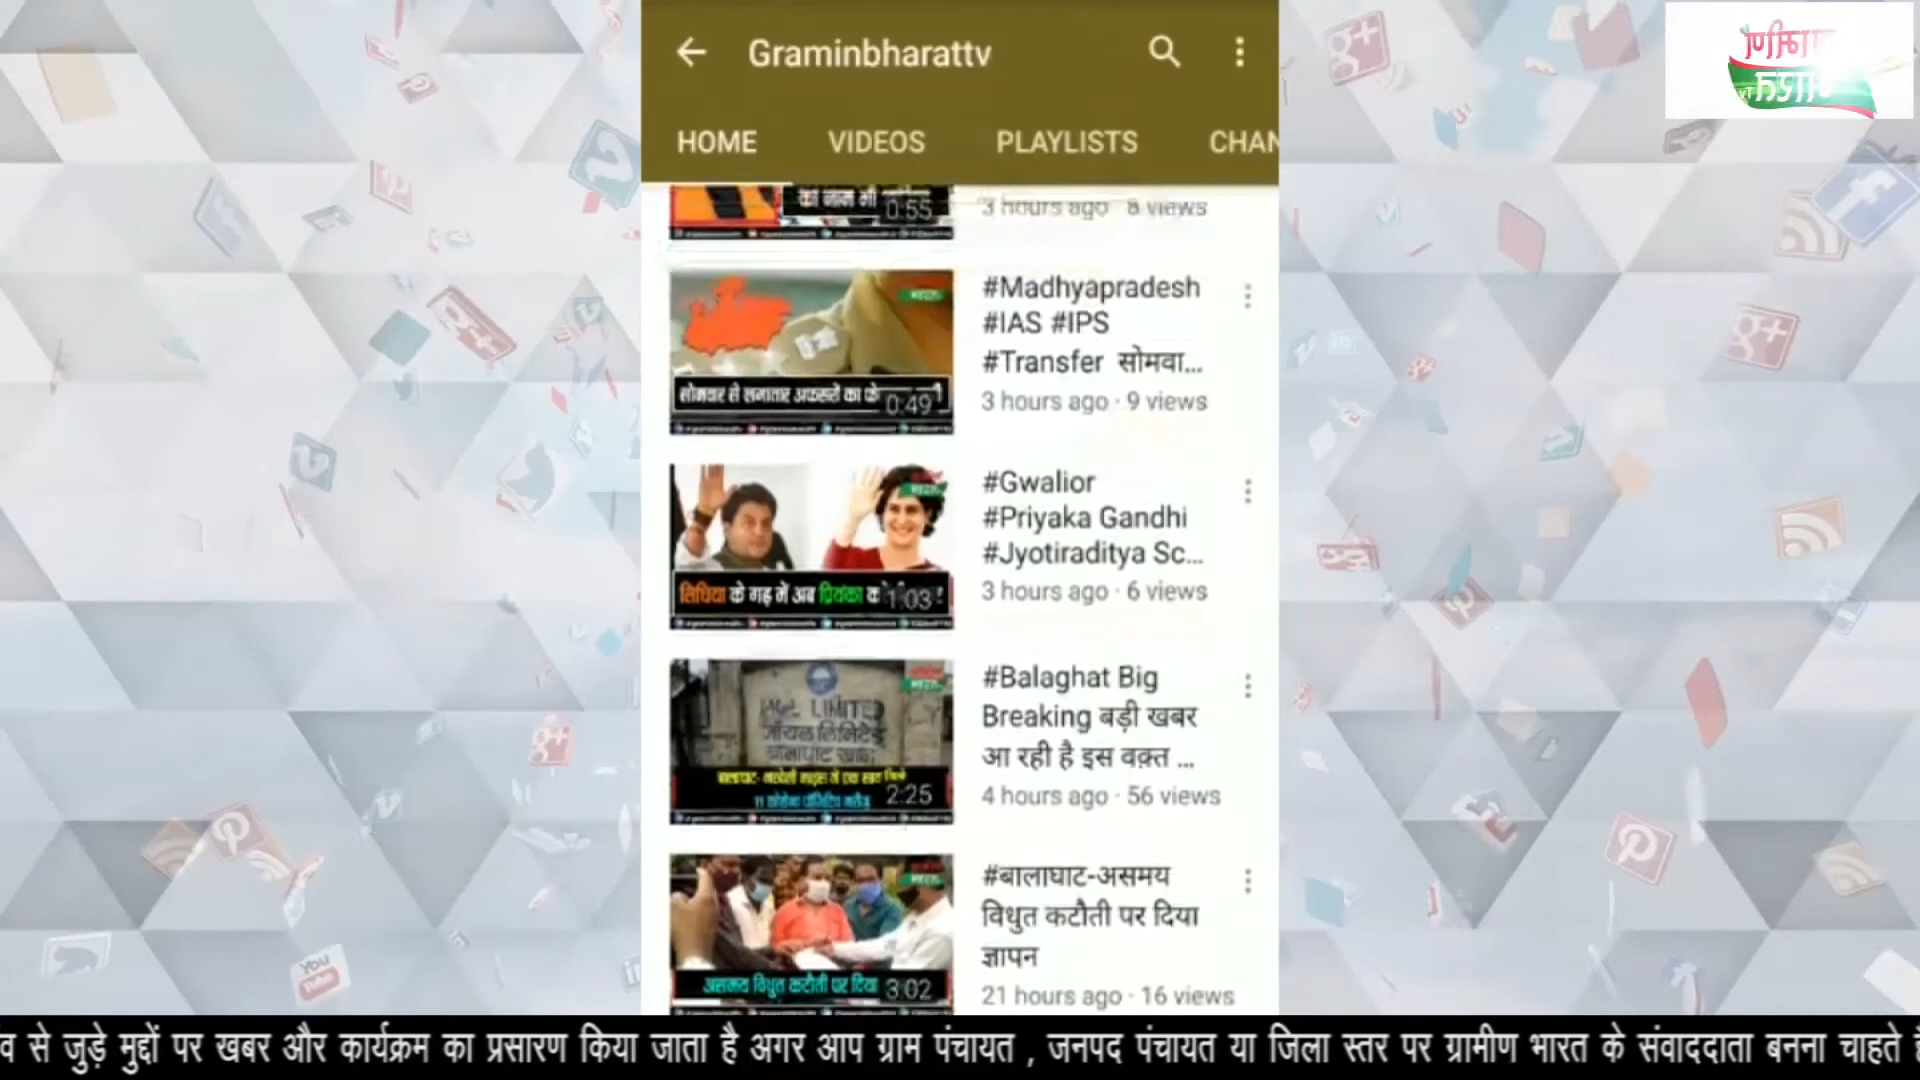 Graminbharattv
HOME
VIDEOS
PLAYLISTS
CHAN
का नाम भी
0:55
3 hours ago 8 views
सोमवार से लगातार अफसरों का फे
0:49
#Madhyapradesh
#IAS #IPS
#Transfer सोमवा...
3 hours ago · 9 views
सिंधिया के गढ़ में अब प्रियंका क
1:03
#Gwalior
#Priyaka Gandhi
#Jyotiraditya Sc...
3 hours ago · 6 views
LIMITED
मॉयल लिमिटेड
बालाघाट खान
2:25
#Balaghat Big
Breaking बड़ी खबर
आ रही है इस वक़्त ...
4 hours ago · 56 views
असमय विधुत कटौती पर दिया
3:02
#बालाघाट-असमय
विधुत कटौती पर दिया
ज्ञापन
21 hours ago · 16 views
You
व से जुड़े मुद्दों पर खबर और कार्यक्रम का प्रसारण किया जाता है अगर आप ग्राम पंचायत , जनपद पंचायत या जिला स्तर पर ग्रामीण भारत के संवाददाता बनना चाहते